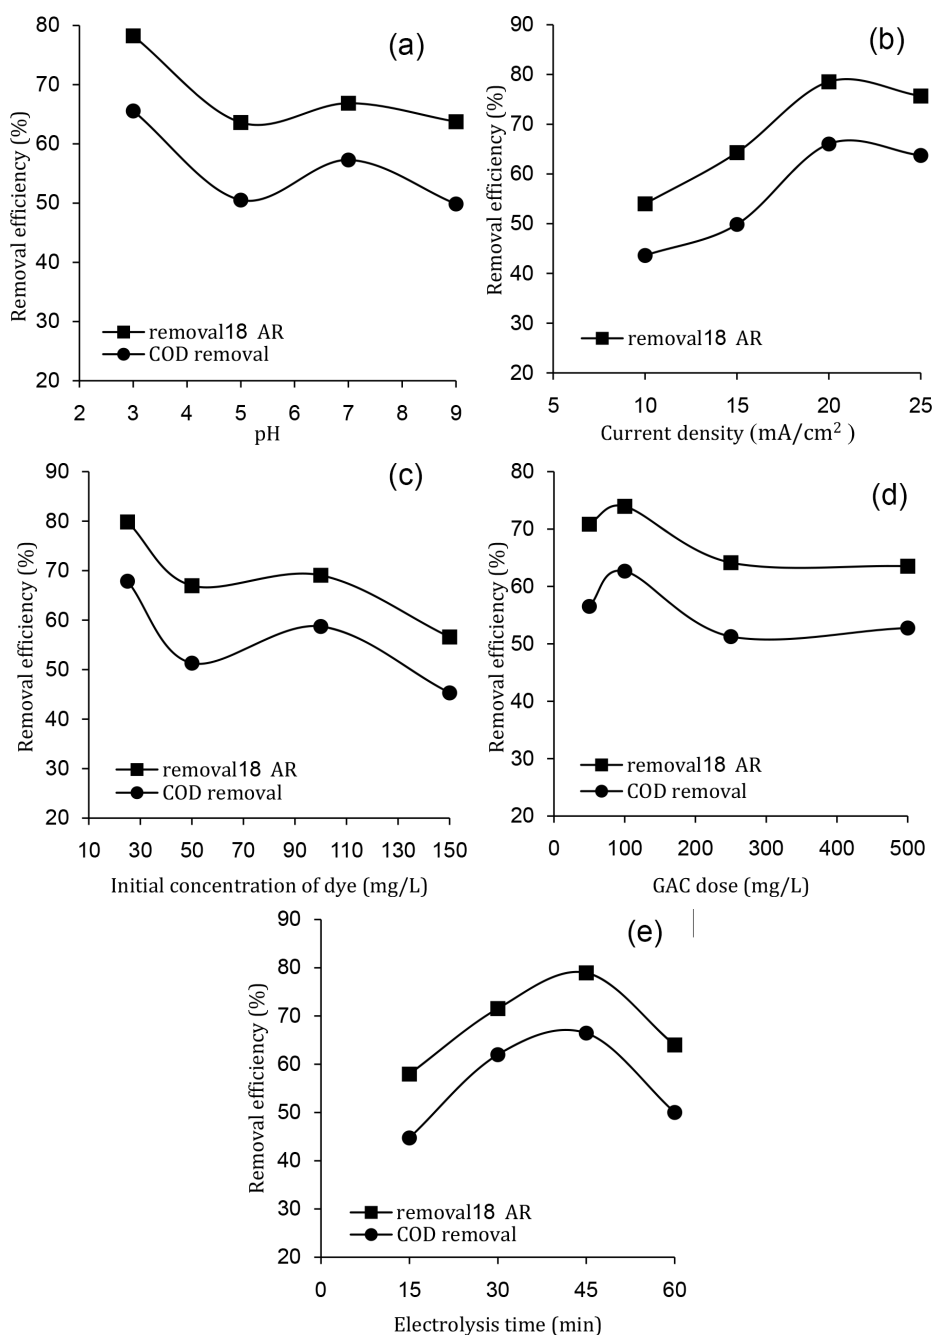 (a)
Removal efficiency (%)
80
70
60
50
40
30
20
removal18 AR
COD removal
2 3 4 5 6 7 8 9
pH
(b)
Removal efficiency (%)
90
80
70
60
50
40
30
20
removal18 AR
5 10 15 20 25
Current density (mA/cm²)
(c)
Removal efficiency (%)
90
80
70
60
50
40
30
20
removal18 AR
COD removal
10 30 50 70 90 110 130 150
Initial concentration of dye (mg/L)
(d)
Removal efficiency (%)
80
70
60
50
40
30
20
removal18 AR
COD removal
0 100 200 300 400 500
GAC dose (mg/L)
(e)
Removal efficiency (%)
90
80
70
60
50
40
30
20
removal18 AR
COD removal
0 15 30 45 60
Electrolysis time (min)